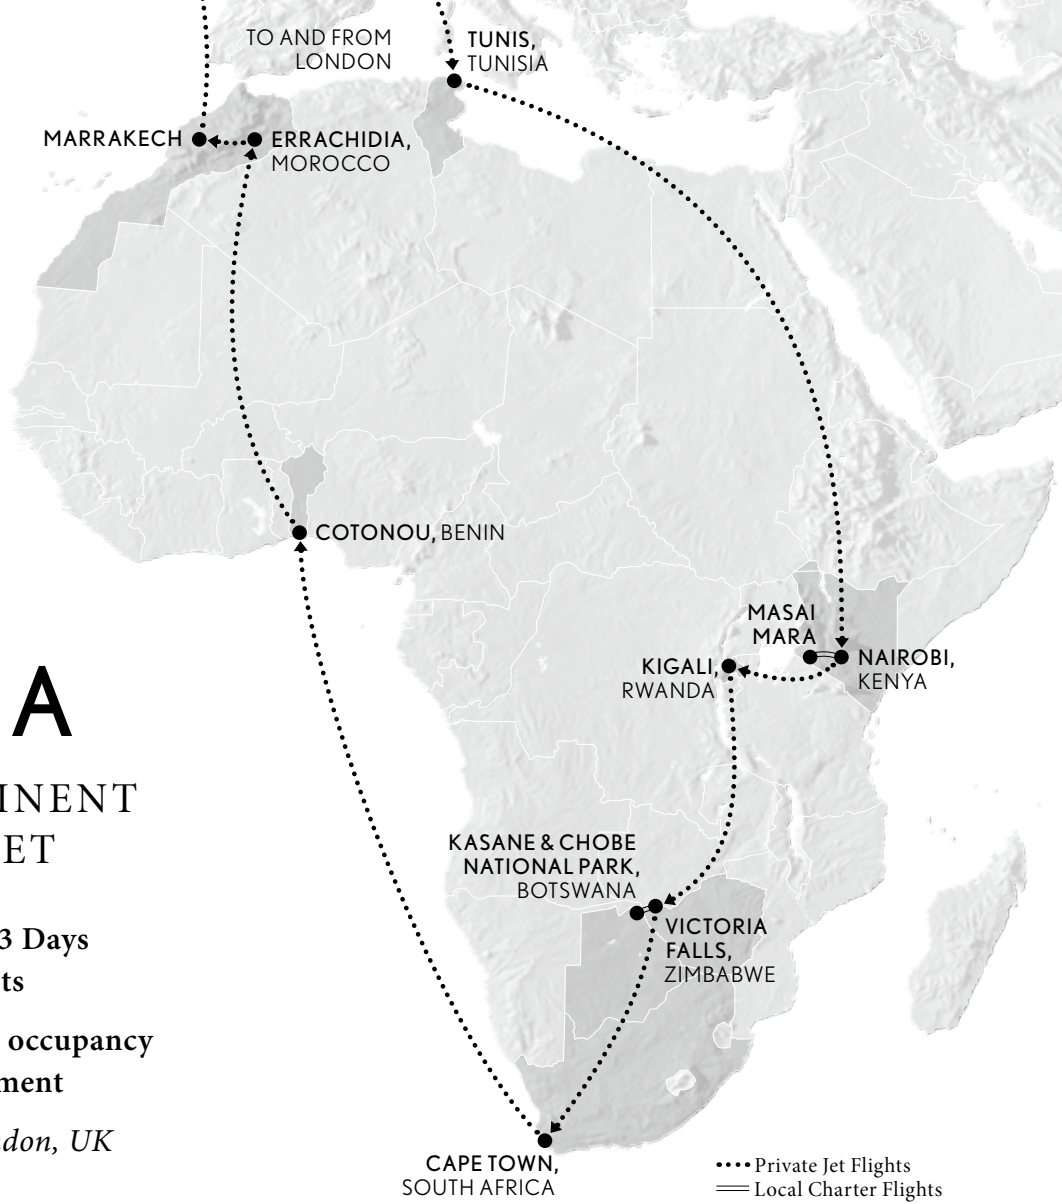 TO AND FROM
LONDON
TUNIS,
TUNISIA
MARRAKECH
ERRACHIDIA,
MOROCCO
COTONOU, BENIN
MASAI
MARA
NAIROBI,
KENYA
KIGALI,
RWANDA
A
INENT
ET
3 Days
ts
occupancy
ment
don, UK
KASANE & CHOBE
NATIONAL PARK,
BOTSWANA
VICTORIA
FALLS,
ZIMBABWE
CAPE TOWN,
SOUTH AFRICA
Private Jet Flights
Local Charter Flights